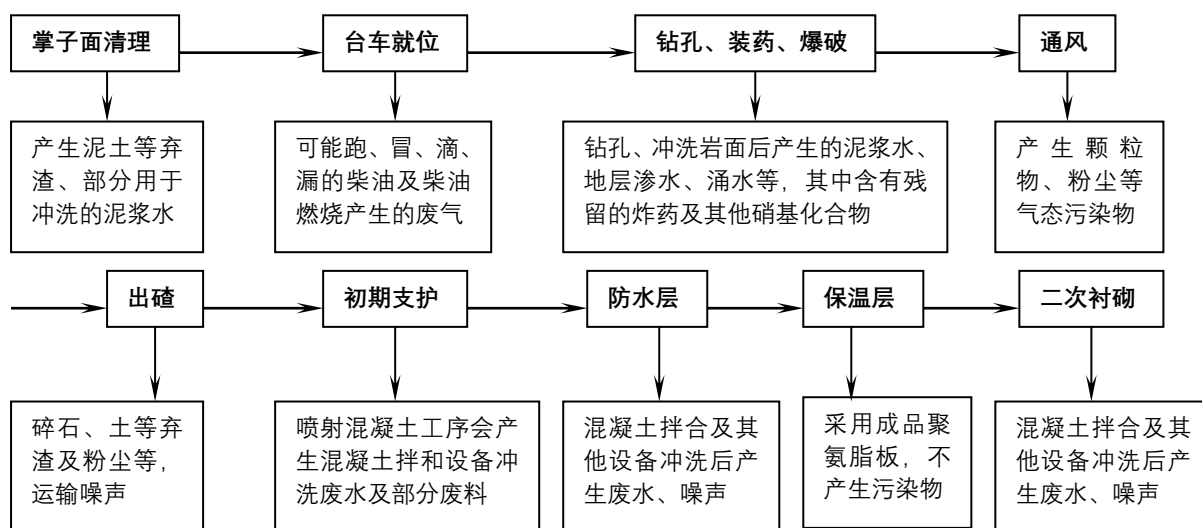 掌子面清理
台车就位
钻孔、装药、爆破
通风
产生泥土等弃
渣、部分用于
冲洗的泥浆水
可能跑、冒、滴、
漏的柴油及柴油
燃烧产生的废气
钻孔、冲洗岩面后产生的泥浆水、
地层渗水、涌水等，其中含有残
留的炸药及其他硝基化合物
产生颗粒
物、粉尘等
气态污染物
出碴
初期支护
防水层
保温层
二次衬砌
碎石、土等弃
渣及粉尘等，
运输噪声
喷射混凝土工序会产
生混凝土拌和设备冲
洗废水及部分废料
混凝土拌合及其
他设备冲洗后产
生废水、噪声
采用成品聚
氨脂板，不
产生污染物
混凝土拌合及其
他设备冲洗后产
生废水、噪声